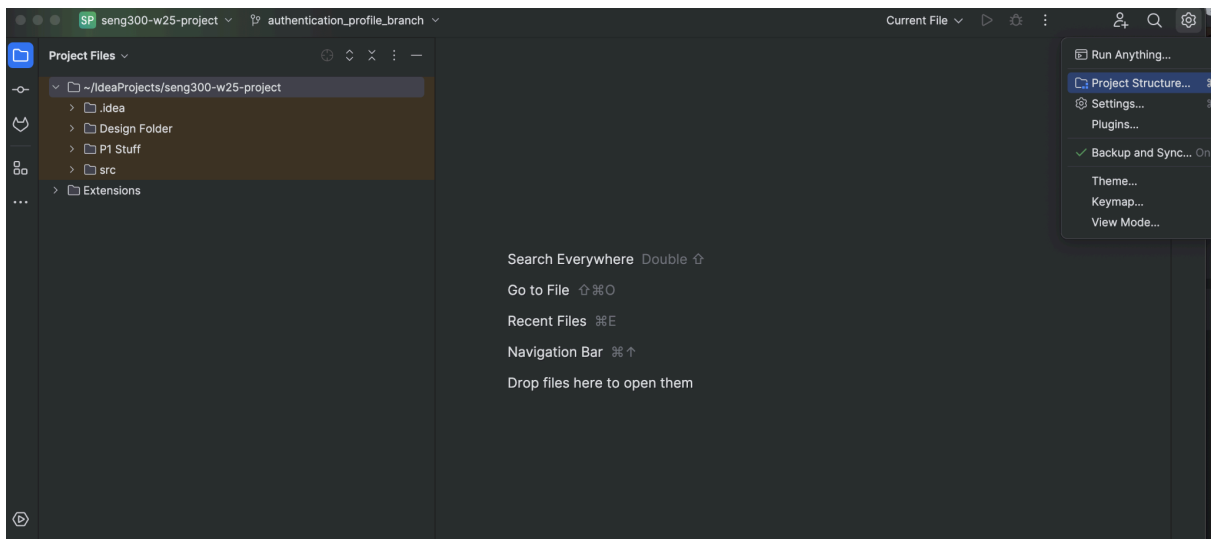 SP seng300-w25-project authentication_profile_branch Current File
Project Files
~/IdeaProjects/seng300-w25-project
.idea
Design Folder
P1 Stuff
src
Extensions
Search Everywhere Double ⇧
Go to File ⇧⌘O
Recent Files ⌘E
Navigation Bar ⌘↑
Drop files here to open them
Run Anything...
Project Structure...
Settings...
Plugins...
Backup and Sync... On
Theme...
Keymap...
View Mode...